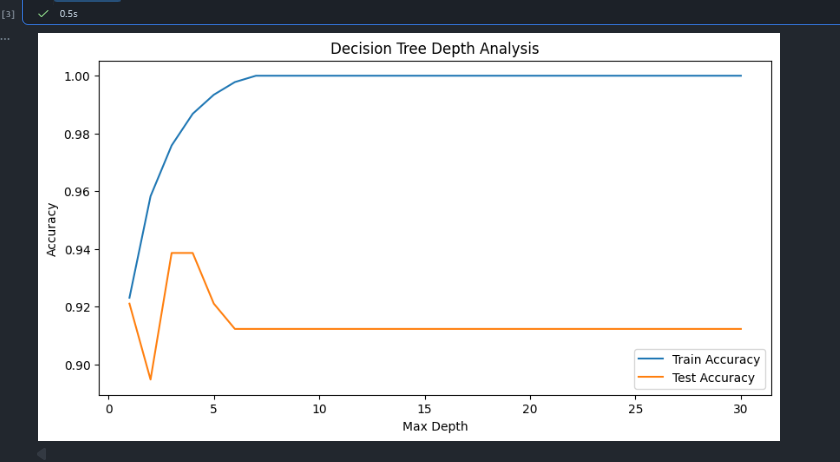 [3]
0.5s
...
Decision Tree Depth Analysis
1.00
0.98
0.96
0.94
0.92
0.90
Accuracy
0 5 10 15 20 25 30
Max Depth
Train Accuracy
Test Accuracy